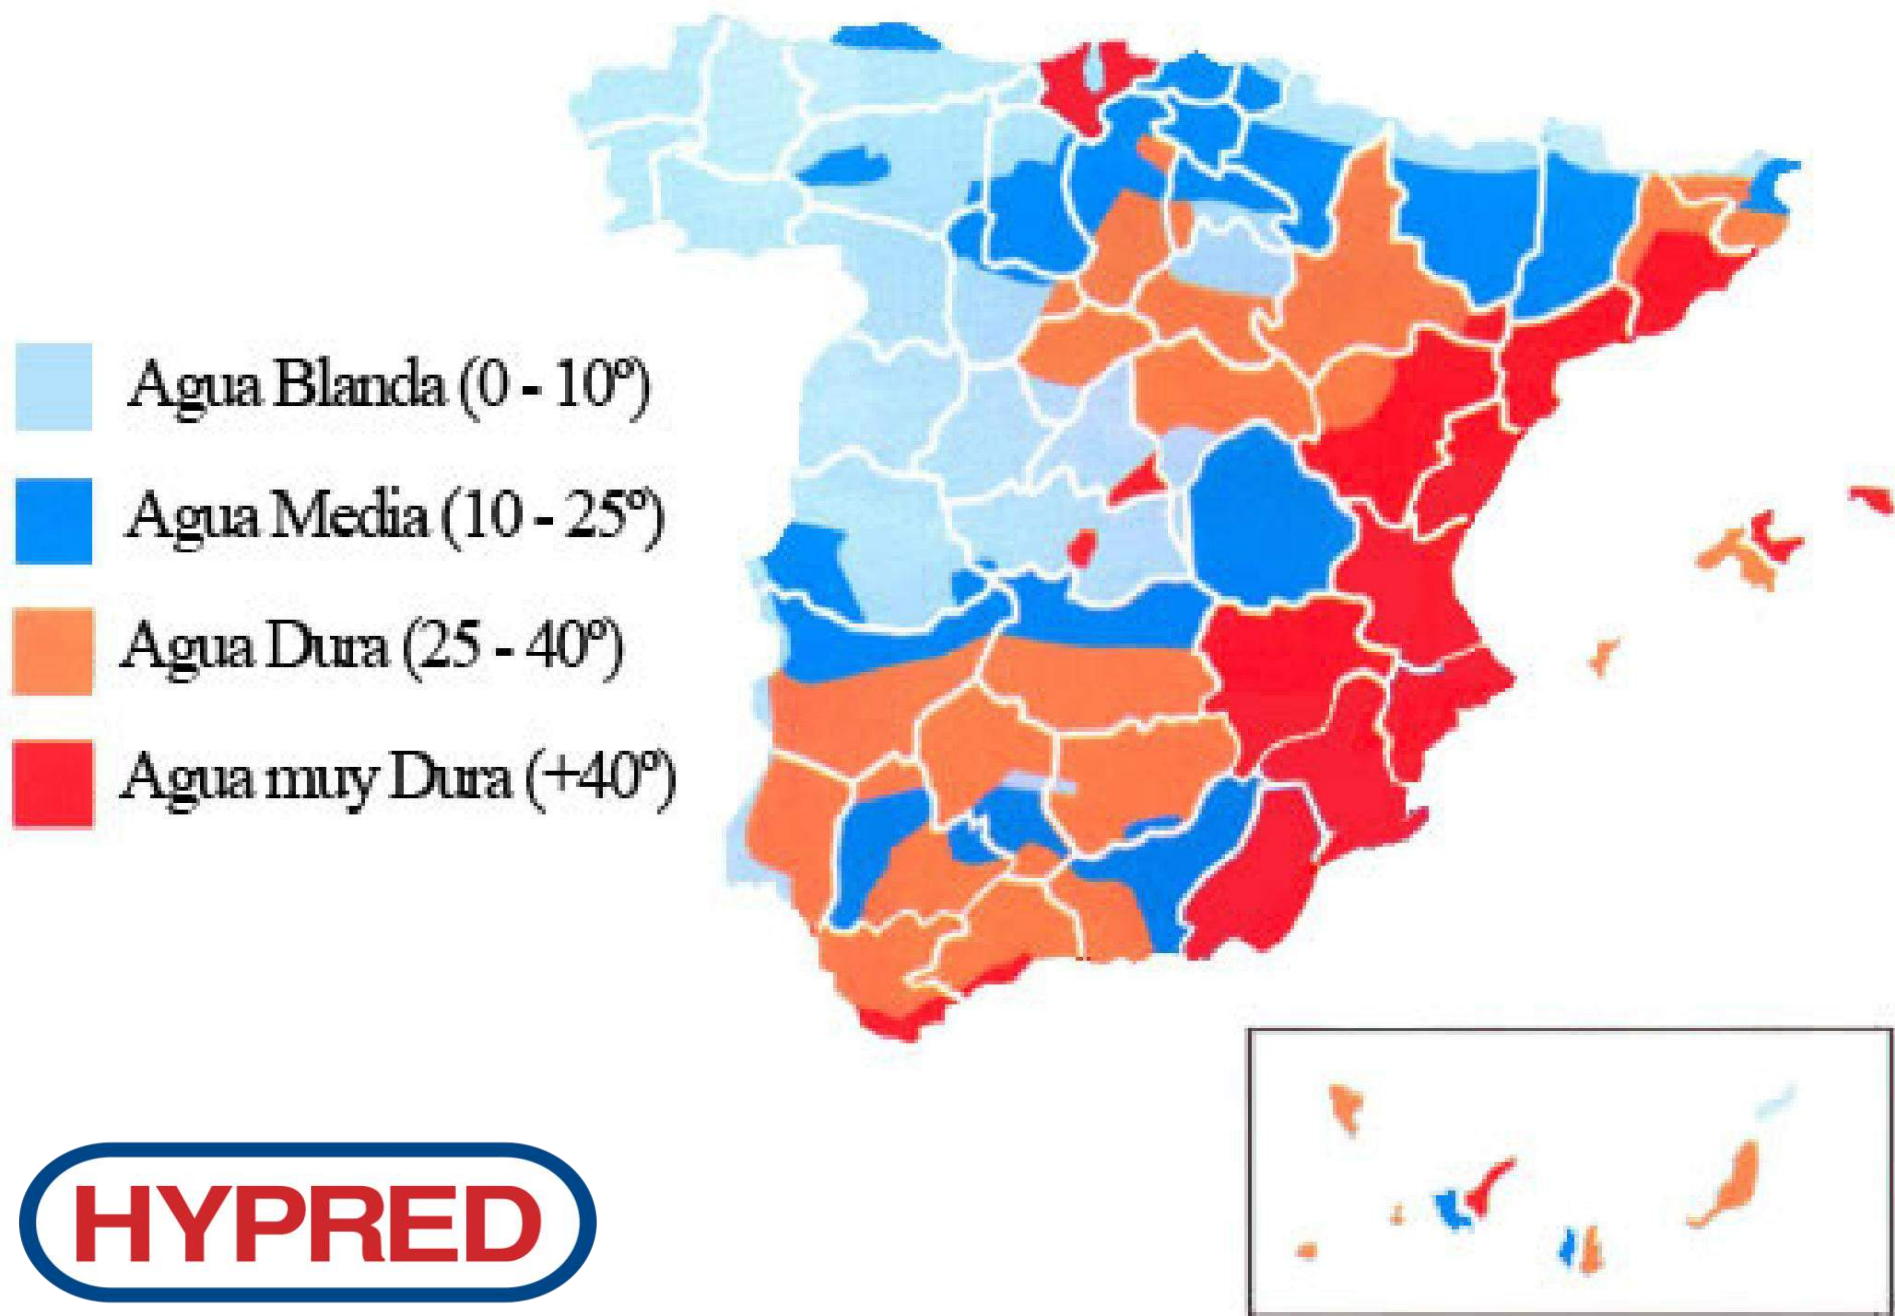 Agua Blanda (0 - 10º)
Agua Media (10 - 25º)
Agua Dura (25 - 40º)
Agua muy Dura (+40º)
HYPRED